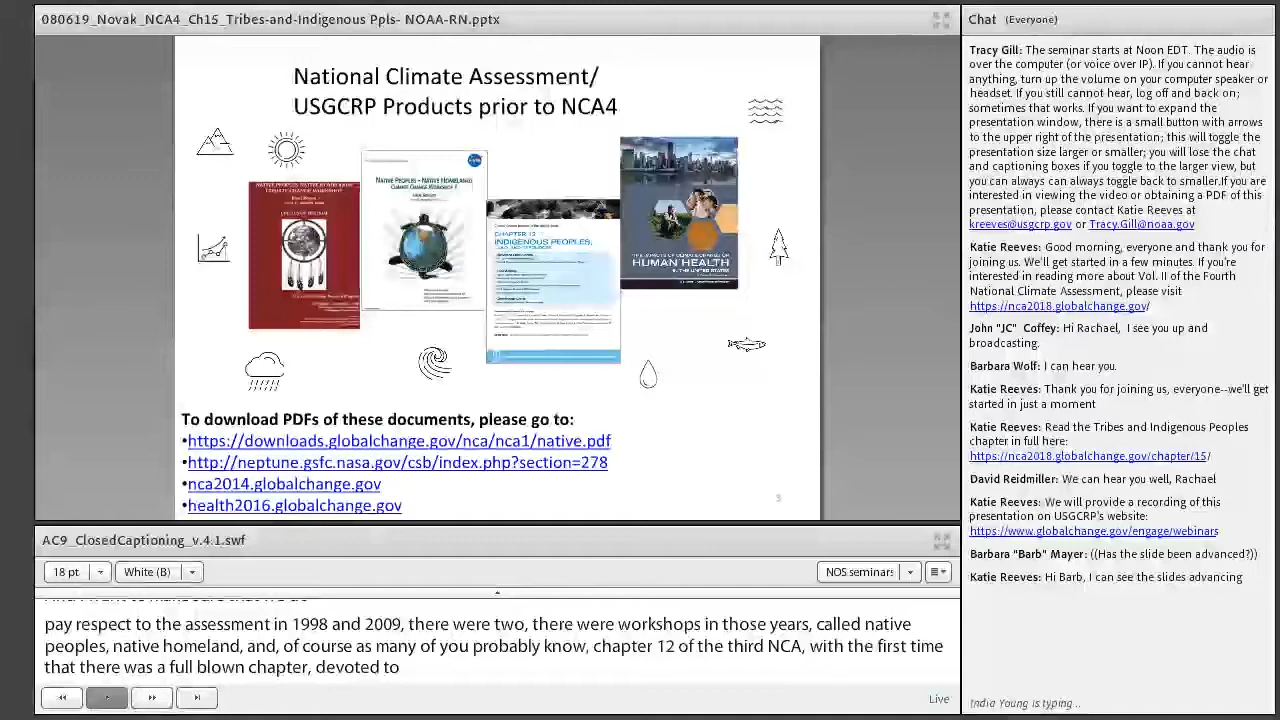 080619_Novak_NCA4_Ch15_Tribes-and-Indigenous Ppls- NOAA-RN.pptx
National Climate Assessment/
USGCRP Products prior to NCA4
NATIVE PEOPLES – NATIVE HOMELANDS
CLIMATE CHANGE WORKSHOP II
CHAPTER 12
INDIGENOUS PEOPLES,
HUMAN HEALTH
To download PDFs of these documents, please go to:
•https://downloads.globalchange.gov/nca/nca1/native.pdf
•http://neptune.gsfc.nasa.gov/csb/index.php?section=278
•nca2014.globalchange.gov
•health2016.globalchange.gov
3
AC9_ClosedCaptioning_v.4.1.swf
18 pt
White (B)
NOS seminars
pay respect to the assessment in 1998 and 2009, there were two, there were workshops in those years, called native
peoples, native homeland, and, of course as many of you probably know, chapter 12 of the third NCA, with the first time
that there was a full blown chapter, devoted to
Live
Chat (Everyone)
Tracy Gill: The seminar starts at Noon EDT. The audio is
over the computer (or voice over IP). If you cannot hear
anything, turn up the volume on your computer speaker or
headset. If you still cannot hear, log off and back on;
sometimes that works. If you want to expand the
presentation window, there is a small button with arrows
to the upper right of the presentation; this will toggle the
presentation size larger or smaller; you will lose the chat
and captioning boxes if you toggle to the larger view, but
you can always can always toggle back to smaller.If you are
interested in viewing the video or obtaining a PDF of this
presentation, please contact Katie Reeves at
kreeves@usgcrp.gov or Tracy.Gill@noaa.gov
Katie Reeves: Good morning, everyone and thank you for
joining us. We'll get started in a few minutes. If you're
interested in reading more about Vol. II of the Fourth
National Climate Assessment, please visit
https://nca2018.globalchange.gov/
John "JC" Coffey: Hi Rachael, I see you up and
broadcasting.
Barbara Wolf: I can hear you.
Katie Reeves: Thank you for joining us, everyone--we'll get
started in just a moment
Katie Reeves: Read the Tribes and Indigenous Peoples
chapter in full here:
https://nca2018.globalchange.gov/chapter/15/
David Reidmiller: We can hear you well, Rachael
Katie Reeves: We will provide a recording of this
presentation on USGCRP's website:
https://www.globalchange.gov/engage/webinars
Barbara "Barb" Mayer: ((Has the slide been advanced?))
Katie Reeves: Hi Barb, I can see the slides advancing
India Young is typing...